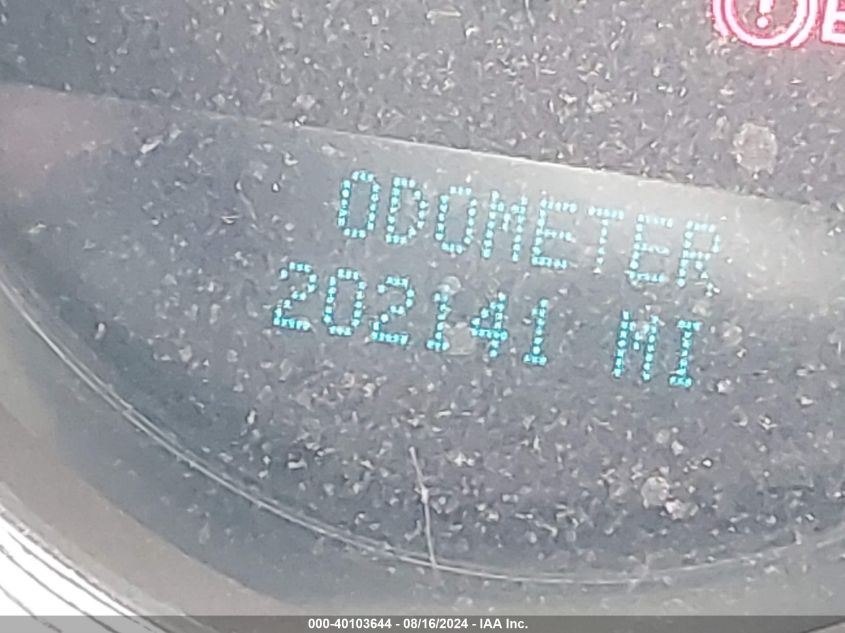 ODOMETER
202141 MI
000-40103644 - 08/16/2024 - IAA Inc.